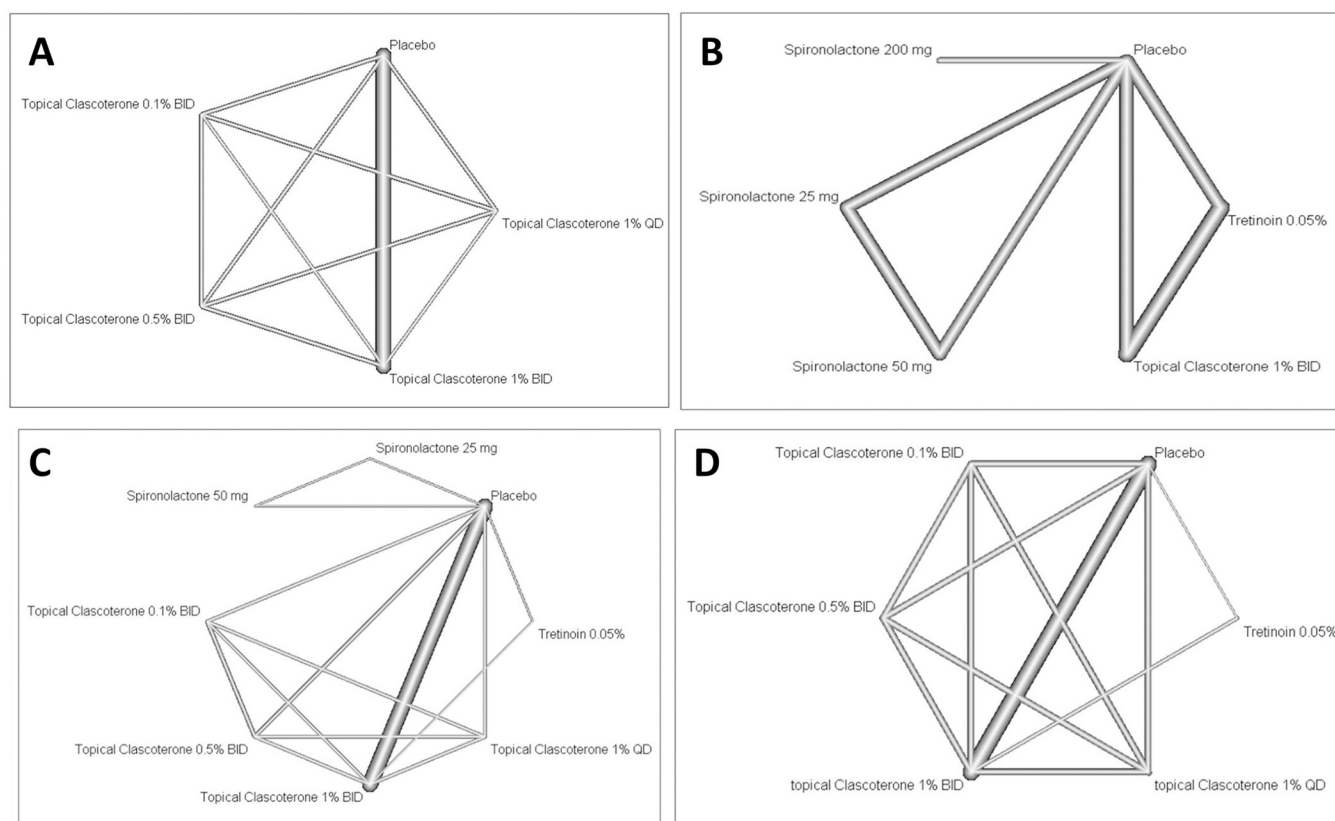 A
Placebo
Topical Clascoterone 0.1% BID
Topical Clascoterone 1% QD
Topical Clascoterone 0.5% BID
Topical Clascoterone 1% BID
B
Spironolactone 200 mg
Placebo
Spironolactone 25 mg
Tretinoin 0.05%
Spironolactone 50 mg
Topical Clascoterone 1% BID
C
Spironolactone 25 mg
Spironolactone 50 mg
Placebo
Topical Clascoterone 0.1% BID
Tretinoin 0.05%
Topical Clascoterone 0.5% BID
Topical Clascoterone 1% QD
Topical Clascoterone 1% BID
D
Topical Clascoterone 0.1% BID
Placebo
Topical Clascoterone 0.5% BID
Tretinoin 0.05%
topical Clascoterone 1% BID
topical Clascoterone 1% QD